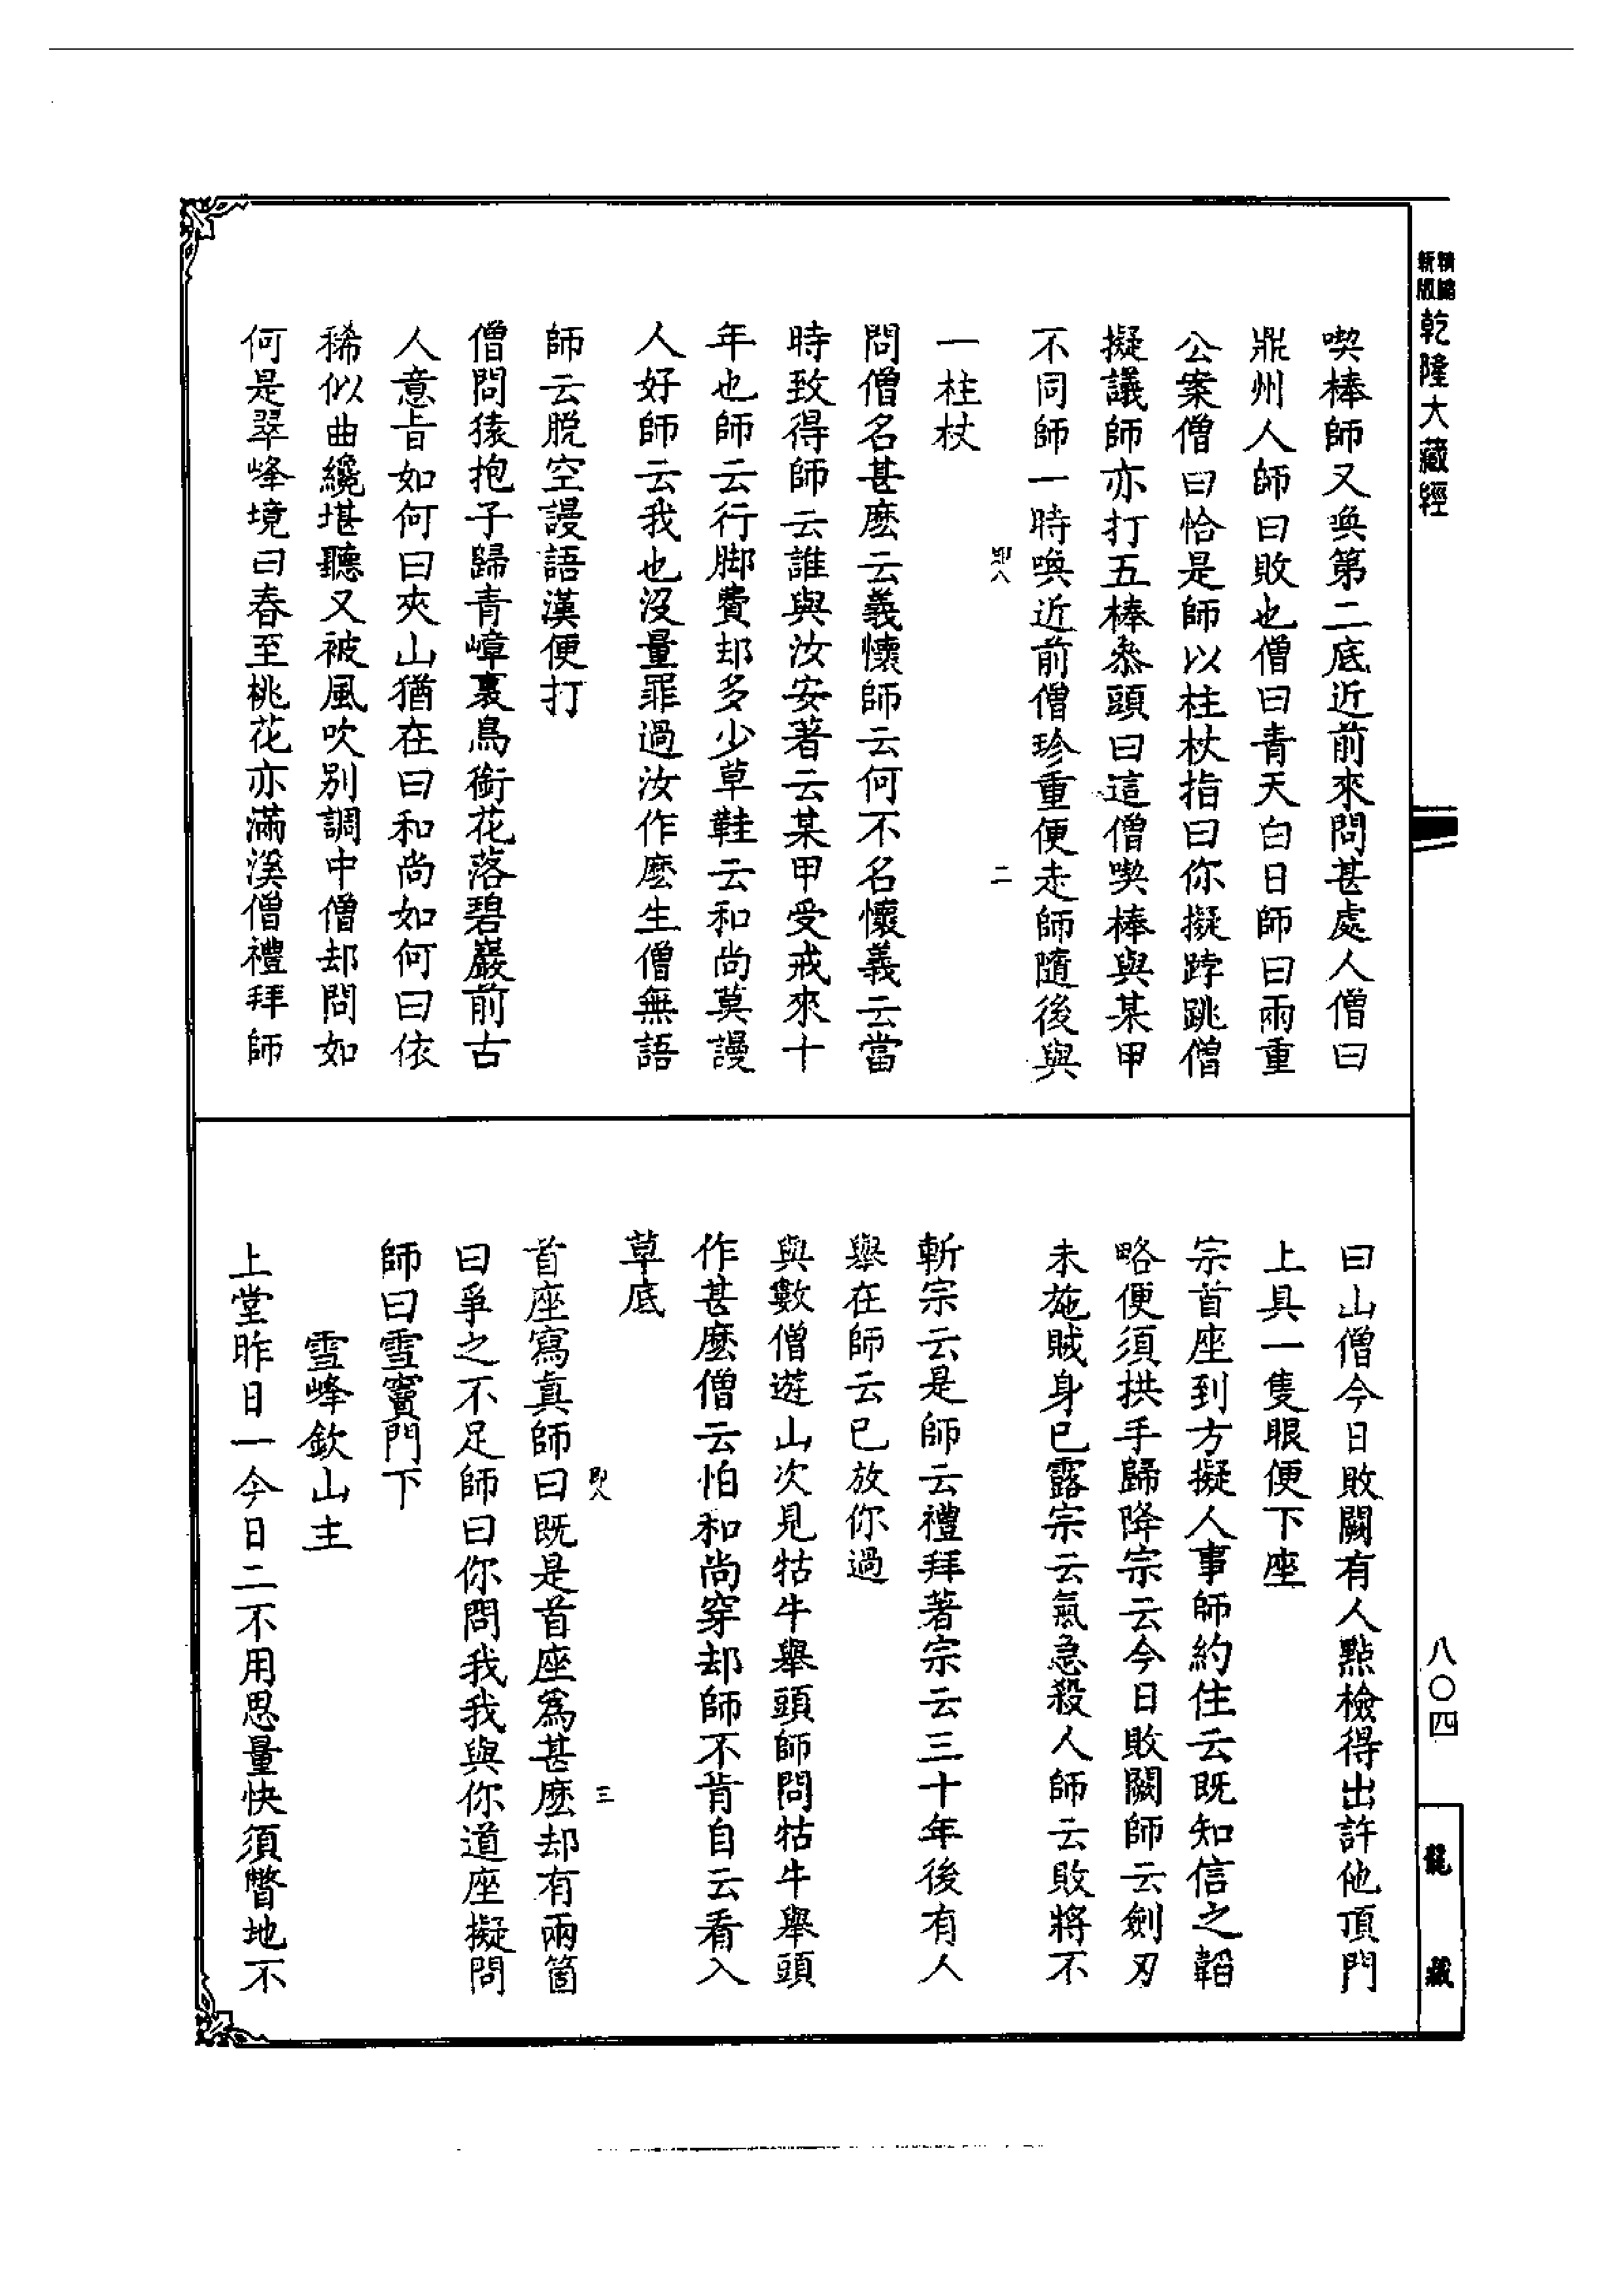 精縮
新版
乾隆大藏經
喫棒師又喚第二底近前來問甚處人僧曰
鼎州人師曰敗也僧曰青天白日師曰兩重
公案僧曰恰是師以柱杖指曰你擬跨跳僧
擬議師亦打五棒叅頭曰這僧喫棒與某甲
不同師一時喚近前僧珍重便走師隨後與
二
一柱杖
問僧名甚麽云義懷師云何不名懷義云當
時致得師云誰與汝安著云某甲受戒來十
年也師云行脚費却多少草鞋云和尚莫謾
人好師云我也沒量罪過汝作麽生僧無語
師云脫空謾語漢便打
僧問猿抱子歸青嶂裏鳥銜花落碧巖前古
人意旨如何曰夾山猶在曰和尚如何曰依
稀似曲纔堪聽又被風吹別調中僧却問如
何是翠峰境曰春至桃花亦滿溪僧禮拜師
曰山僧今日敗闕有人點檢得出許他頂門
上具一隻眼便下座
宗首座到方擬人事師約住云既知信之韜
略便須拱手歸降宗云今日敗闕師云劍刃
未施賊身已露宗云氣急殺人師云敗將不
斬宗云是師云禮拜著宗云三十年後有人
舉在師云已放你過
與數僧遊山次見牯牛舉頭師問牯牛舉頭
作甚麽僧云怕和尚穿却師不肯自云看入
草底
三
首座寫真師曰既是首座為甚麽却有兩箇
曰爭之不足師曰你問我我與你道座擬問
師曰雪竇門下
雪峰欽山主
上堂昨日一今日二不用思量快須瞥地不
八〇四
龍藏